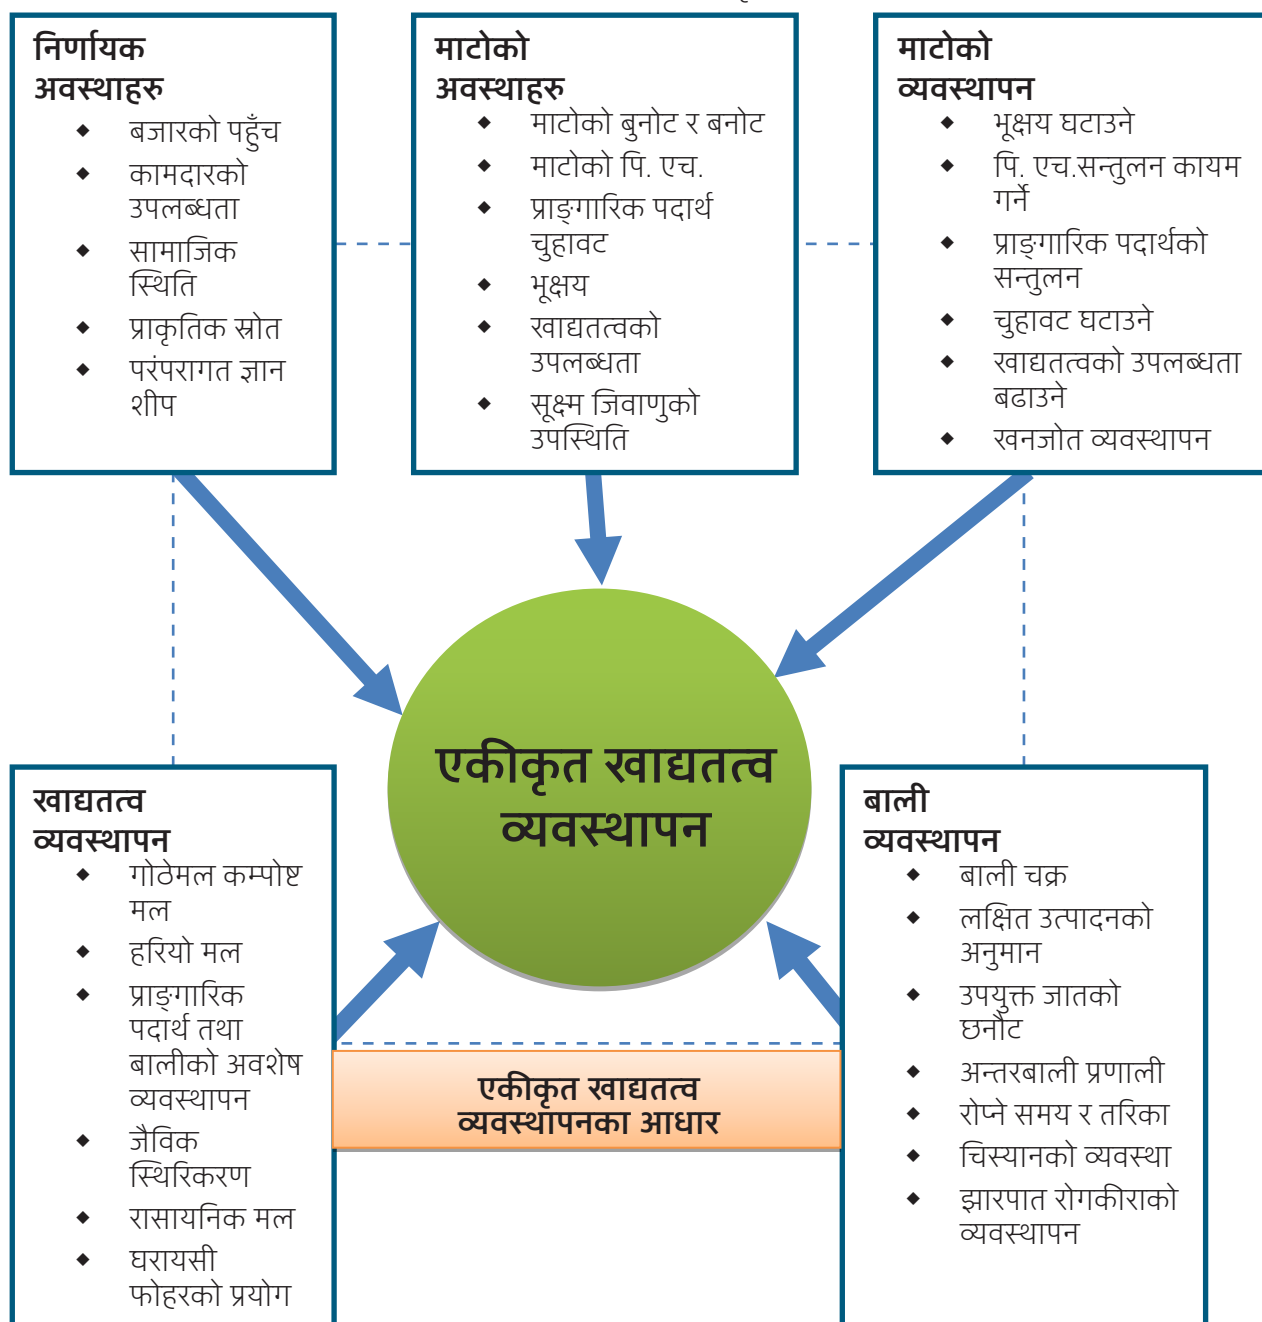 निर्णायक
अवस्थाहरु
बजारको पहुँच
कामदारको
उपलब्धता
सामाजिक
स्थिति
प्राकृतिक स्रोत
परंपरागत ज्ञान
शीप
माटोको
अवस्थाहरु
माटोको बुनोट र बनोट
माटोको पि. एच.
प्राङ्गारिक पदार्थ
चुहावट
भूक्षय
खाद्यतत्वको
उपलब्धता
सूक्ष्म जिवाणुको
उपस्थिति
माटोको
व्यवस्थापन
भूक्षय घटाउने
पि. एच.सन्तुलन कायम
गर्ने
प्राङ्गारिक पदार्थको
सन्तुलन
चुहावट घटाउने
खाद्यतत्वको उपलब्धता
बढाउने
खनजोत व्यवस्थापन
एकीकृत खाद्यतत्व
व्यवस्थापन
खाद्यतत्व
व्यवस्थापन
गोठेमल कम्पोष्ट
मल
हरियो मल
प्राङ्गारिक
पदार्थ तथा
बालीको अवशेष
व्यवस्थापन
जैविक
स्थिरिकरण
रासायनिक मल
घरायसी
फोहरको प्रयोग
एकीकृत खाद्यतत्व
व्यवस्थापनका आधार
बाली
व्यवस्थापन
बाली चक्र
लक्षित उत्पादनको
अनुमान
उपयुक्त जातको
छनौट
अन्तरबाली प्रणाली
रोप्ने समय र तरिका
चिस्यानको व्यवस्था
झारपात रोगकीराको
व्यवस्थापन